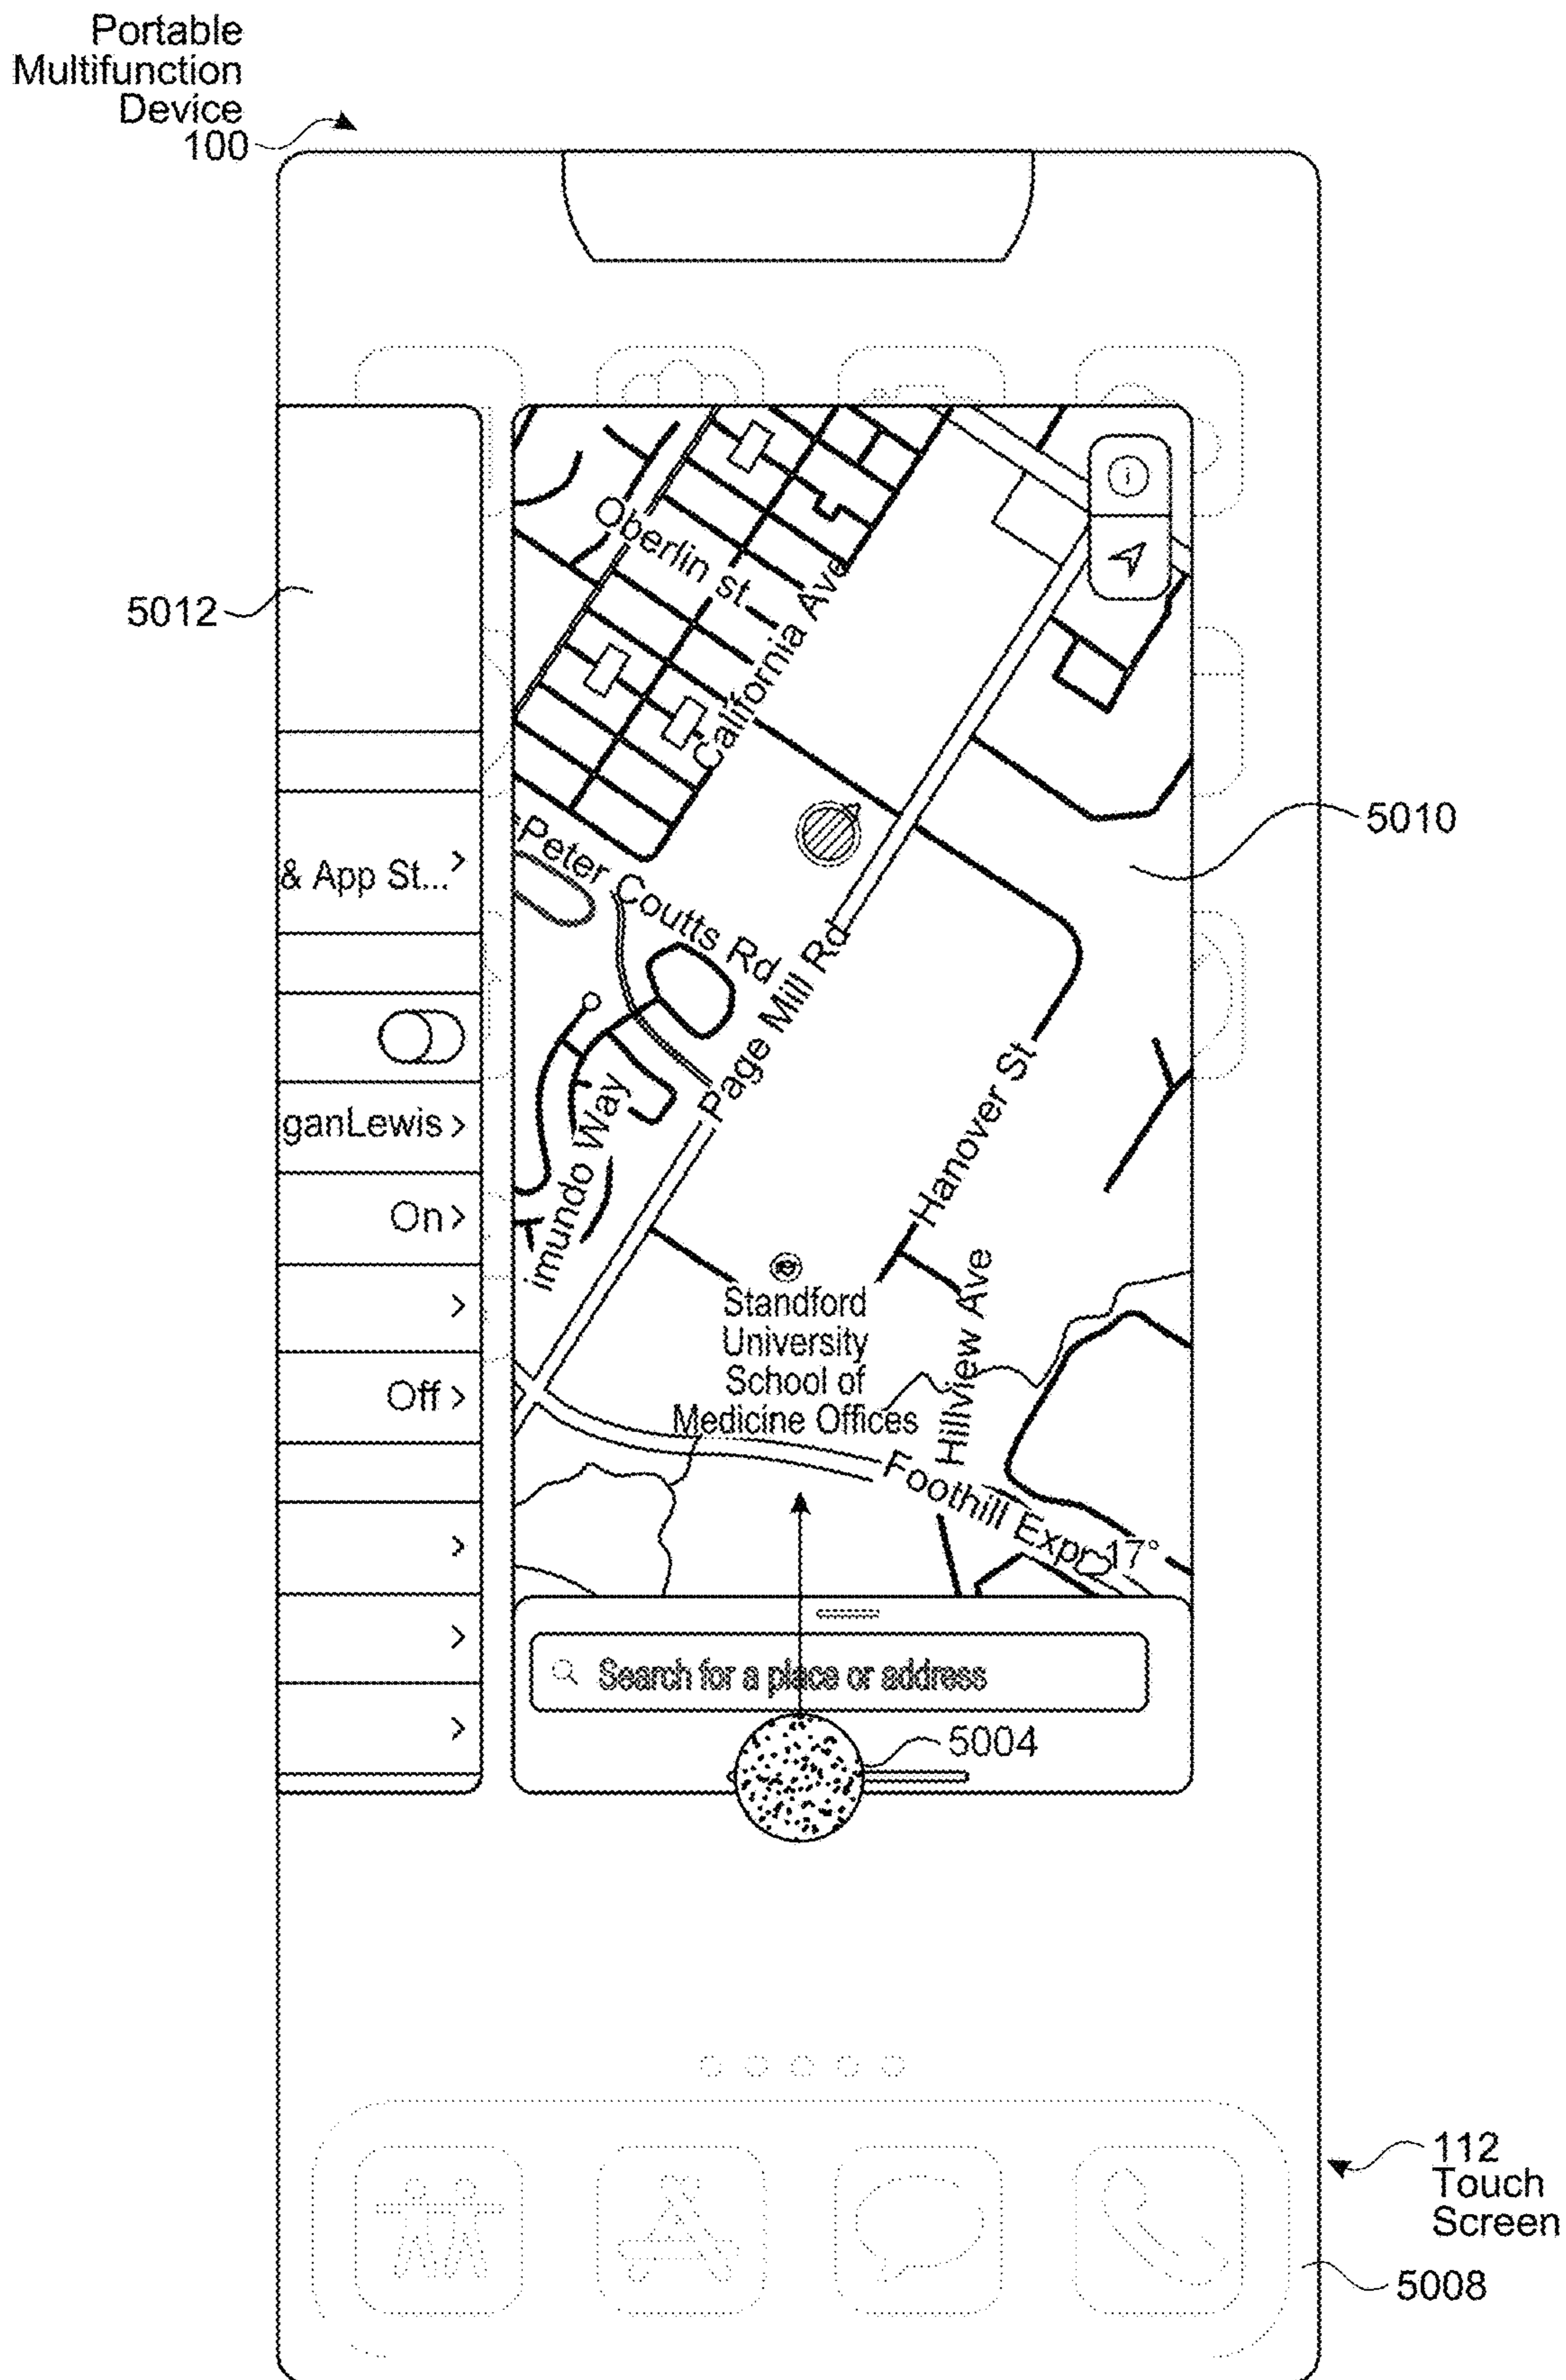 Portable
Multifunction
Device
100
5012
Oberlin st
California Ave
5010
& App St...
Peter Coutts Rd
Page Mill Rd
ganLewis
On
Off
imundo Way
Hanover St
Standford
University
School of
Medicine Offices
Hillview Ave
Foothill Expr
17°
Search for a place or address
5004
112
Touch
Screen
5008